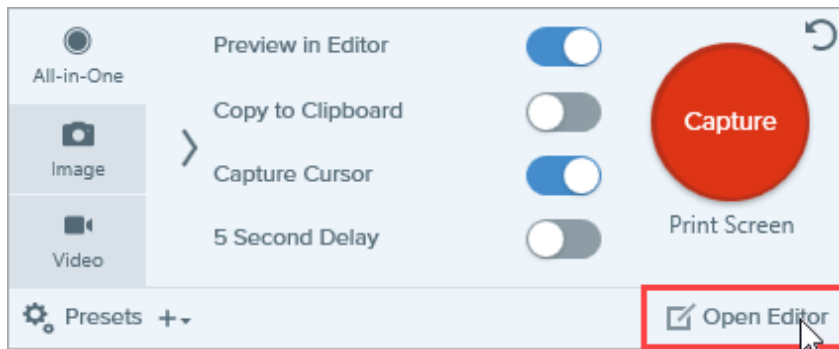 All-in-One
Image
Video
Preview in Editor
Copy to Clipboard
Capture Cursor
5 Second Delay
Capture
Print Screen
Presets
Open Editor